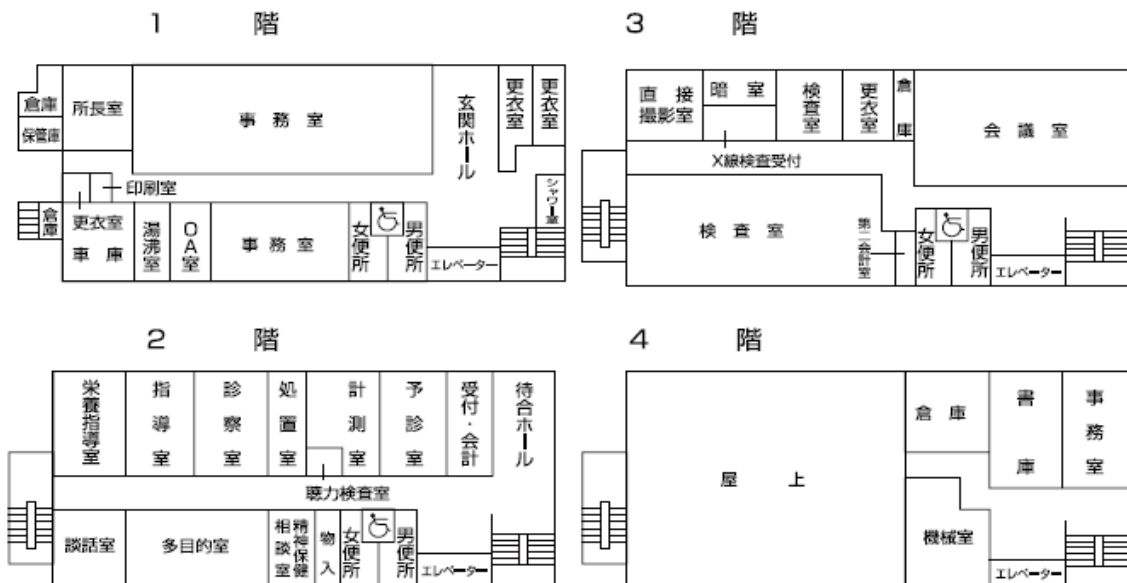 1 階
倉庫
保管庫
所長室
事務室
玄関ホール
更衣室
更衣室
印刷室
シャワー室
倉庫
更衣室
車庫
湯沸室
OA室
事務室
女便所
男便所
エレベーター
2 階
栄養指導室
指導室
診察室
処置室
計測室
予診室
受付・会計
待合ホール
聴力検査室
談話室
多目的室
精神保健
相談室
物入
女便所
男便所
エレベーター
3 階
直接
撮影室
暗室
検査室
更衣室
倉庫
会議室
X線検査受付
検査室
第二会計室
女便所
男便所
エレベーター
4 階
屋上
倉庫
書庫
事務室
機械室
エレベーター